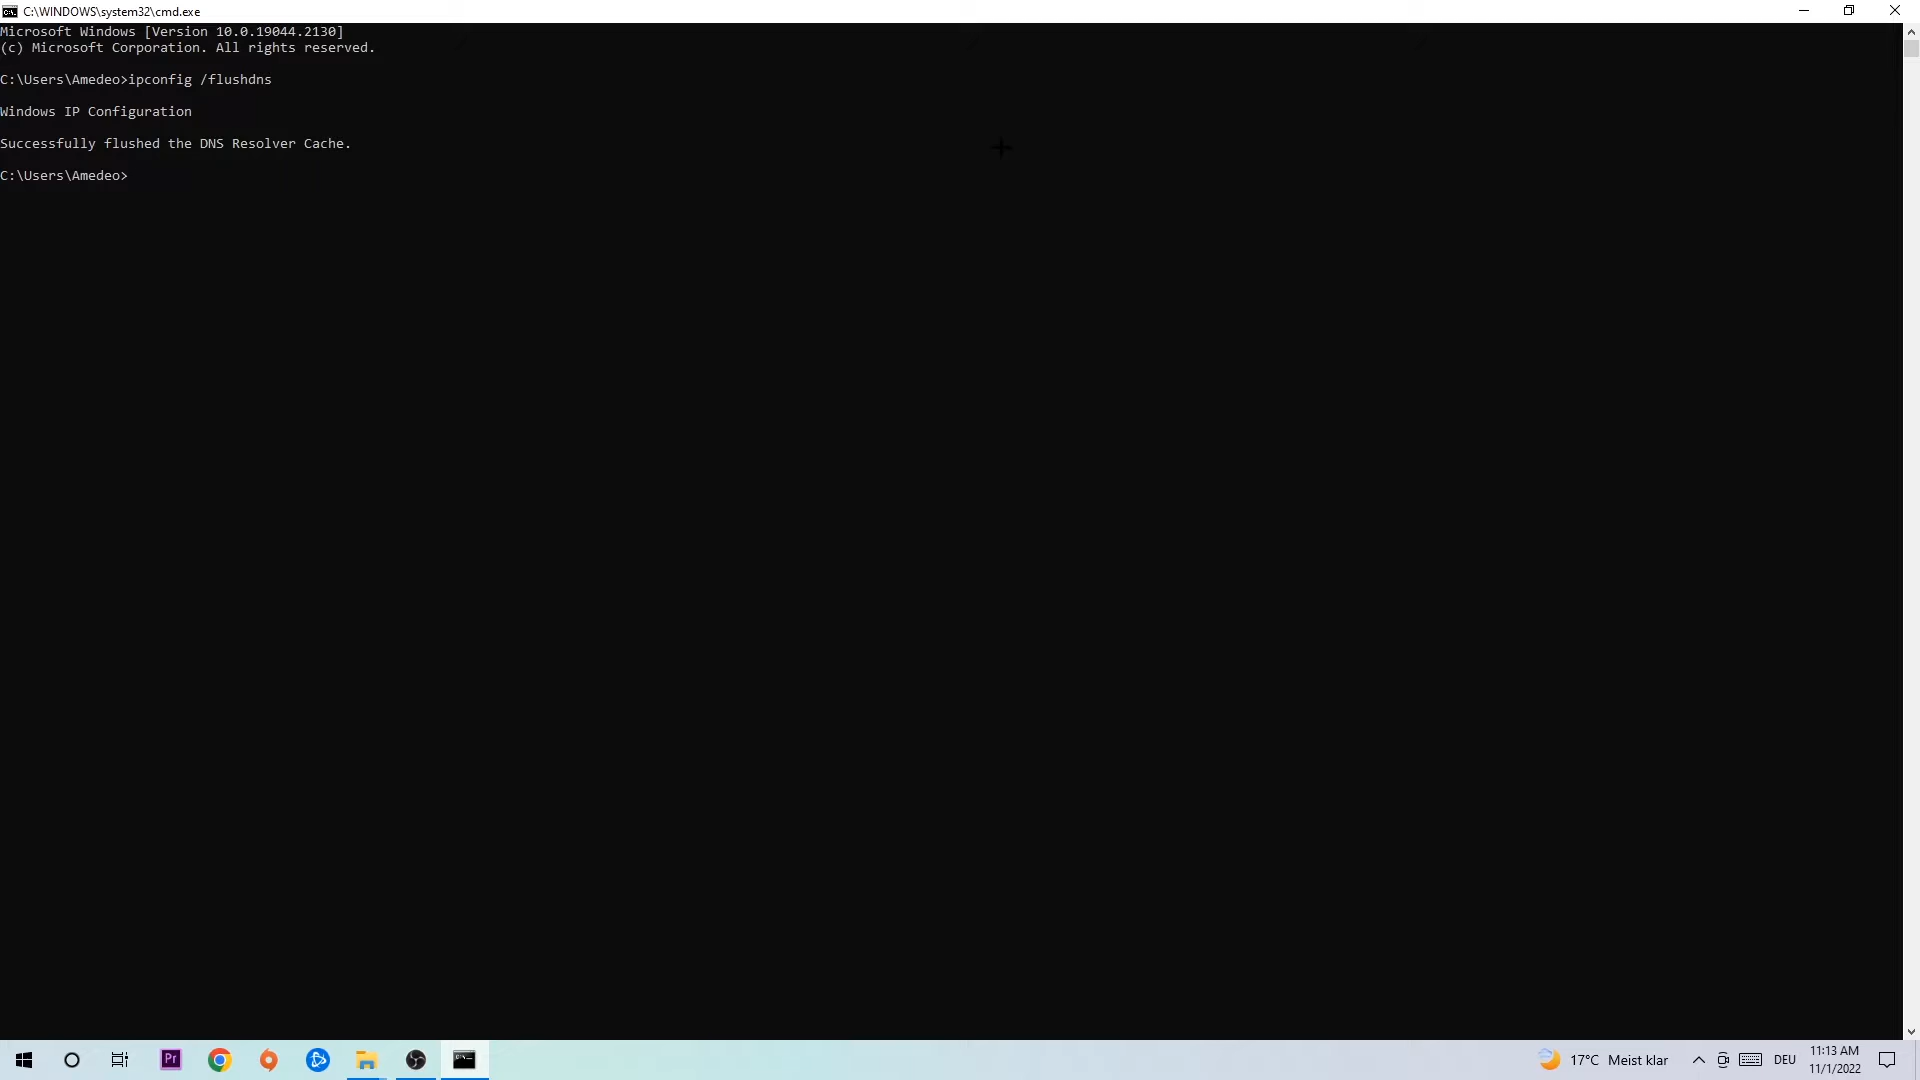 C:\WINDOWS\system32\cmd.exe
Microsoft Windows [Version 10.0.19044.2130]
(c) Microsoft Corporation. All rights reserved.
C:\Users\Amedeo>ipconfig /flushdns
Windows IP Configuration
Successfully flushed the DNS Resolver Cache.
C:\Users\Amedeo>
Pr
17°C Meist klar
DEU
11:13 AM
11/1/2022